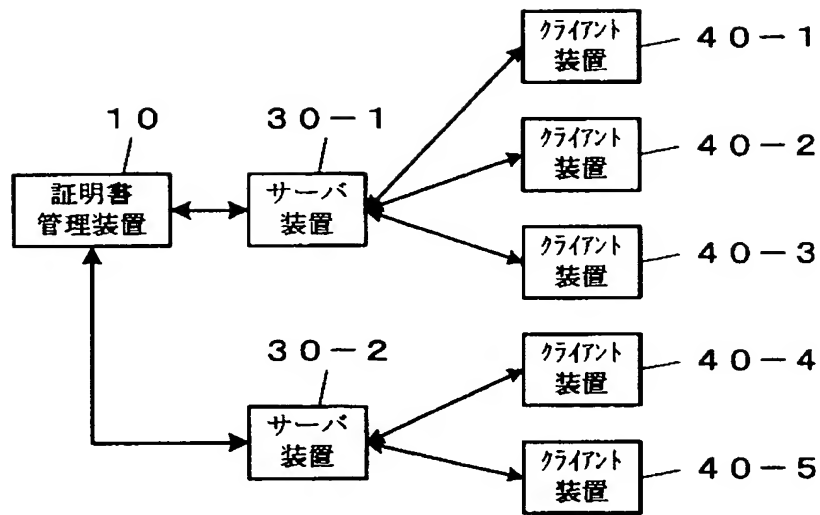 クライアント
装置
40-1
10
30-1
クライアント
装置
40-2
証明書
管理装置
サーバ
装置
クライアント
装置
40-3
30-2
クライアント
装置
40-4
サーバ
装置
クライアント
装置
40-5